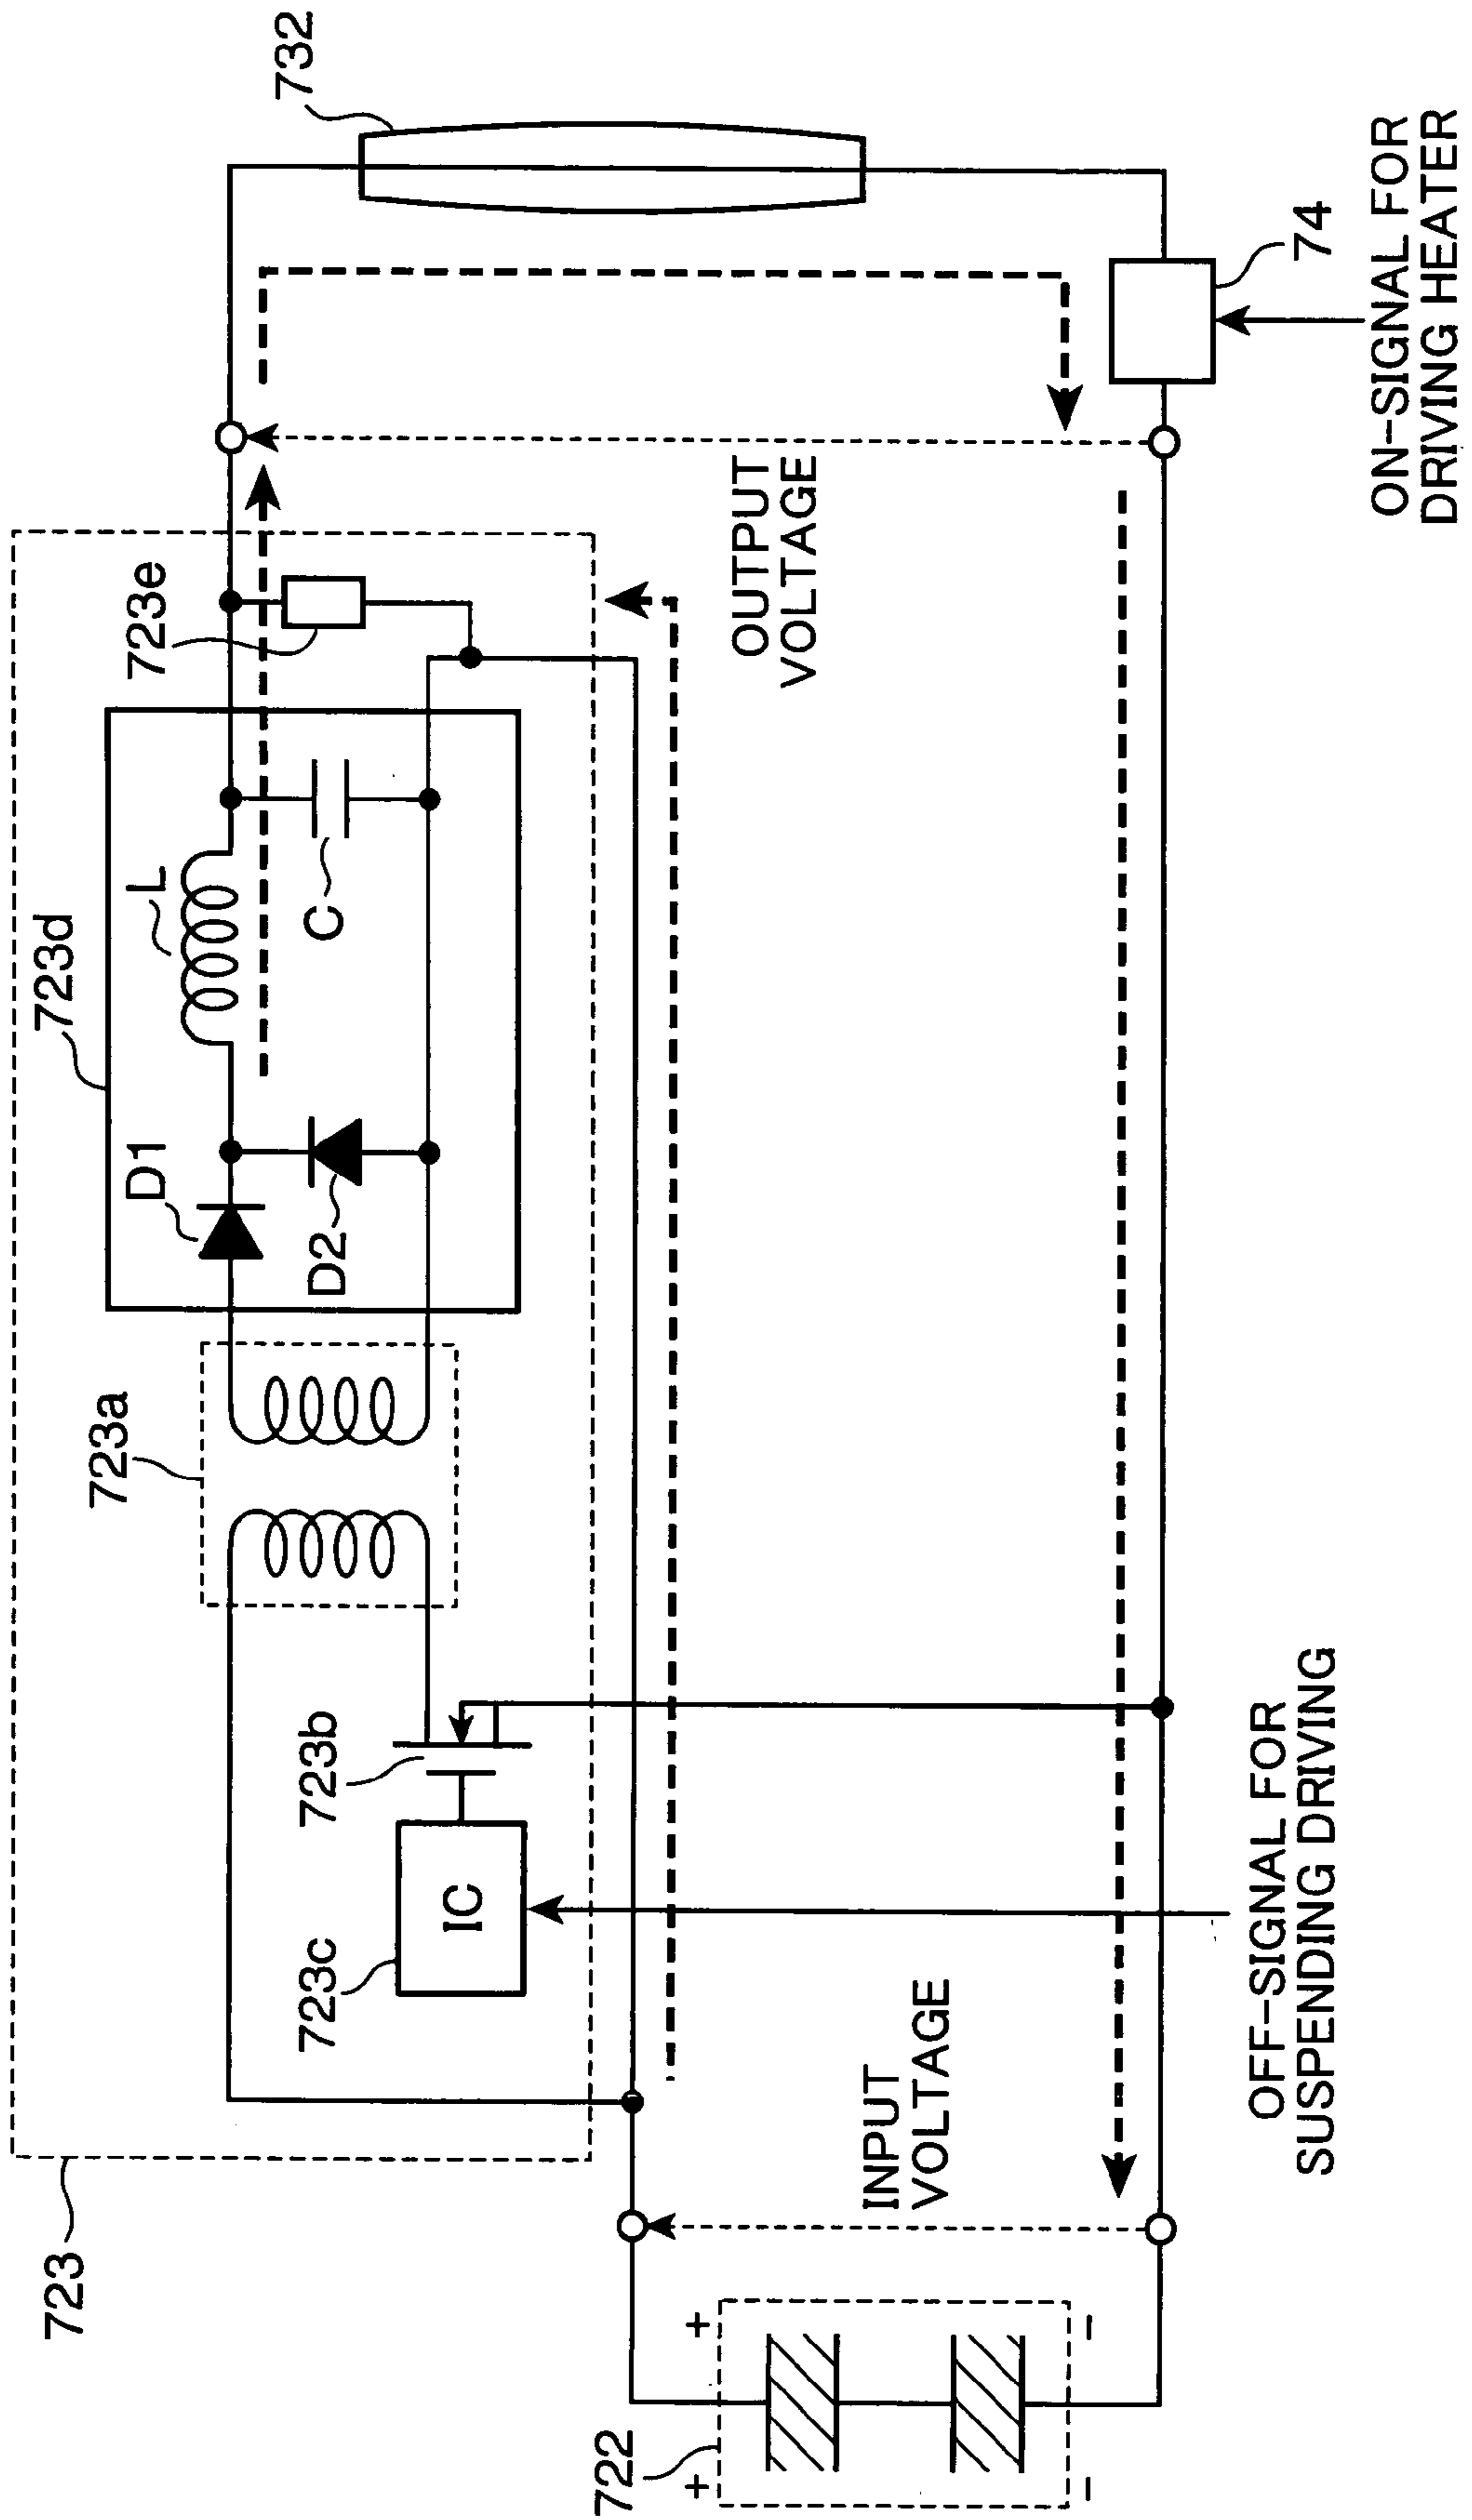 723
723a
723d
723e
732
D1
L
D2
C
723c
IC
723b
722
+
+
-
-
INPUT
VOLTAGE
OUTPUT
VOLTAGE
74
OFF-SIGNAL FOR
SUSPENDING DRIVING
ON-SIGNAL FOR
DRIVING HEATER